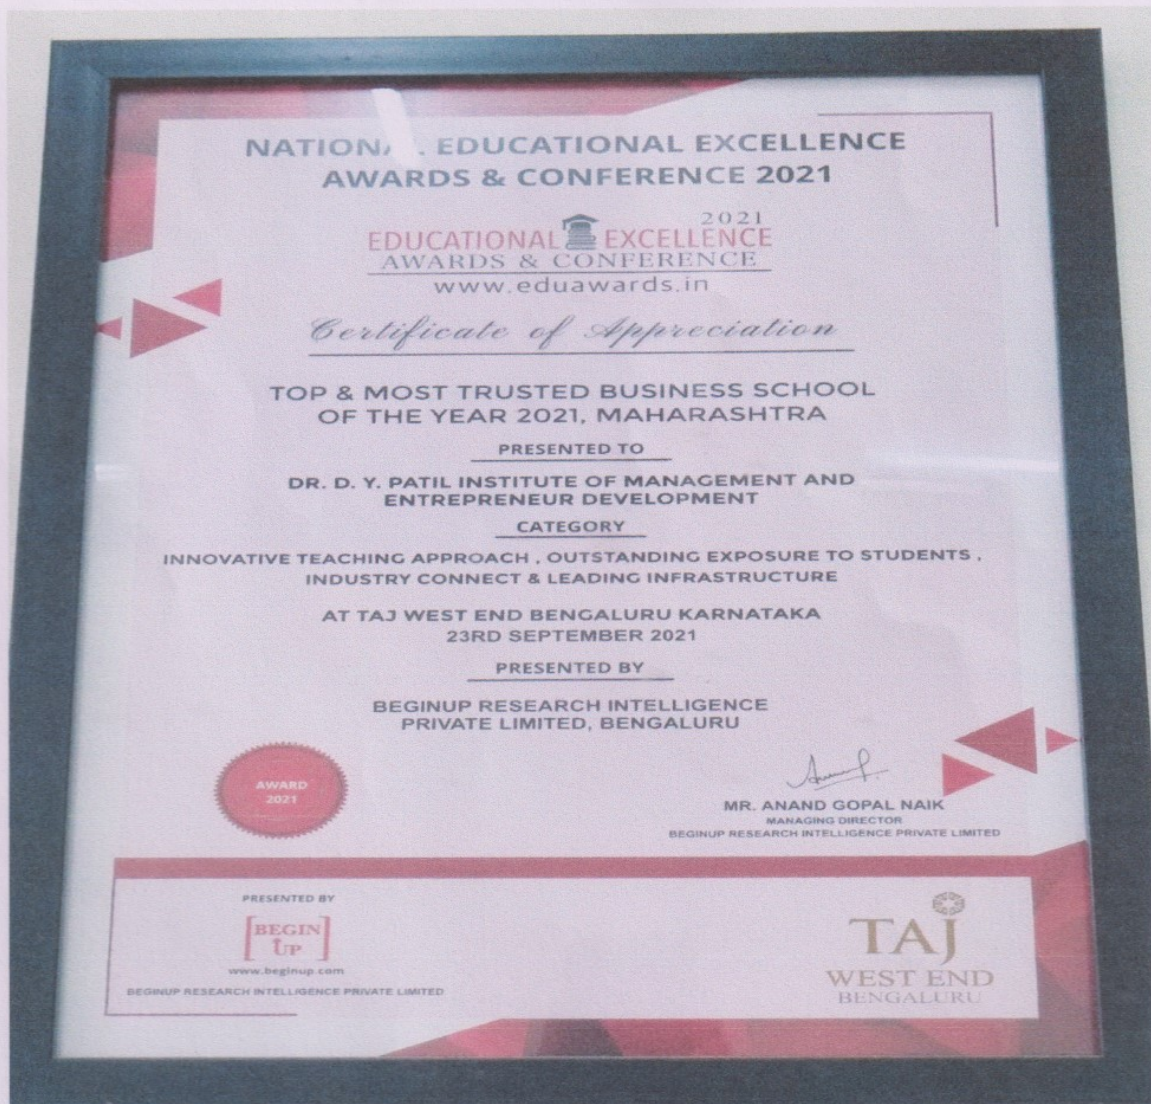 NATIONAL EDUCATIONAL EXCELLENCE
AWARDS & CONFERENCE 2021
2021
EDUCATIONAL EXCELLENCE
AWARDS & CONFERENCE
www.eduawards.in
Certificate of Appreciation
TOP & MOST TRUSTED BUSINESS SCHOOL
OF THE YEAR 2021, MAHARASHTRA
PRESENTED TO
DR. D. Y. PATIL INSTITUTE OF MANAGEMENT AND
ENTREPRENEUR DEVELOPMENT
CATEGORY
INNOVATIVE TEACHING APPROACH , OUTSTANDING EXPOSURE TO STUDENTS ,
INDUSTRY CONNECT & LEADING INFRASTRUCTURE
AT TAJ WEST END BENGALURU KARNATAKA
23RD SEPTEMBER 2021
PRESENTED BY
BEGINUP RESEARCH INTELLIGENCE
PRIVATE LIMITED, BENGALURU
AWARD
2021
MR. ANAND GOPAL NAIK
MANAGING DIRECTOR
BEGINUP RESEARCH INTELLIGENCE PRIVATE LIMITED
PRESENTED BY
BEGIN
UP
www.beginup.com
BEGINUP RESEARCH INTELLIGENCE PRIVATE LIMITED
TAJ
WEST END
BENGALURU